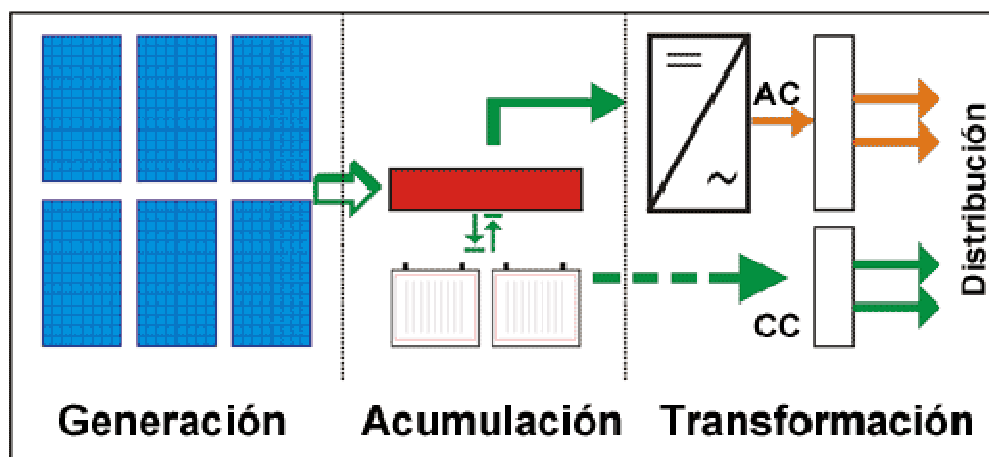 AC
CC
Distribución
Generación
Acumulación
Transformación